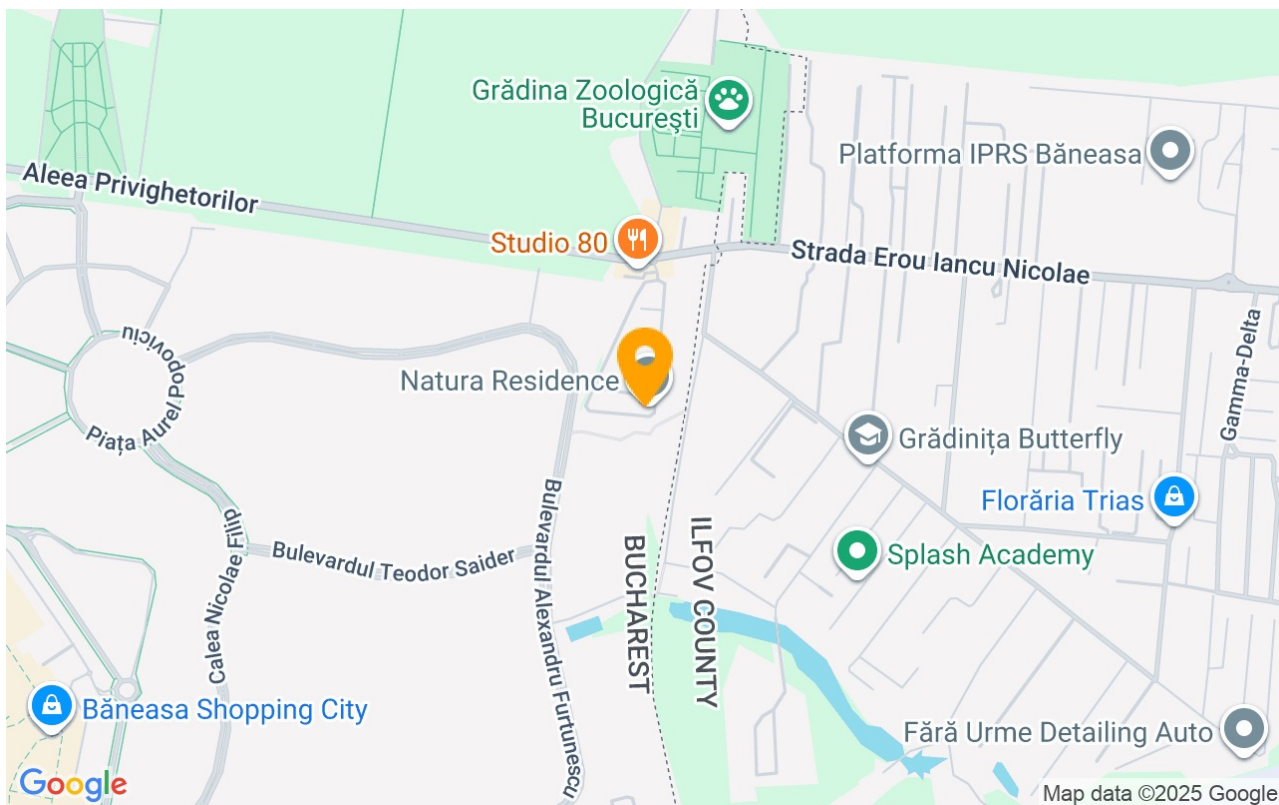 Grădina Zoologică
București
Platforma IPRS Băneasa
Aleea Privighetorilor
Studio 80
Strada Erou Iancu Nicolae
Piața Aurel Popoviciu
Natura Residence
Gamma-Delta
Grădinița Butterfly
Florăria Trias
Calea Nicolae Filip
Bulevardul Teodor Saider
Bulevardul Alexandru Furtunescu
BUCHAREST
ILFOV COUNTY
Splash Academy
Băneasa Shopping City
Fără Urme Detailing Auto
Google
Map data ©2025 Google